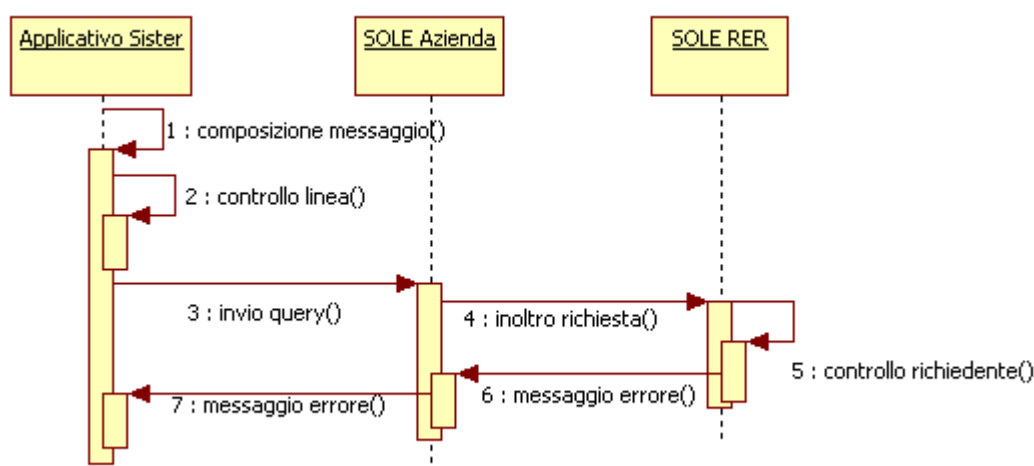 Applicativo Sister
SOLE Azienda
SOLE RER
1 : composizione messaggio()
2 : controllo linea()
3 : invio query()
4 : inoltro richiesta()
5 : controllo richiedente()
6 : messaggio errore()
7 : messaggio errore()